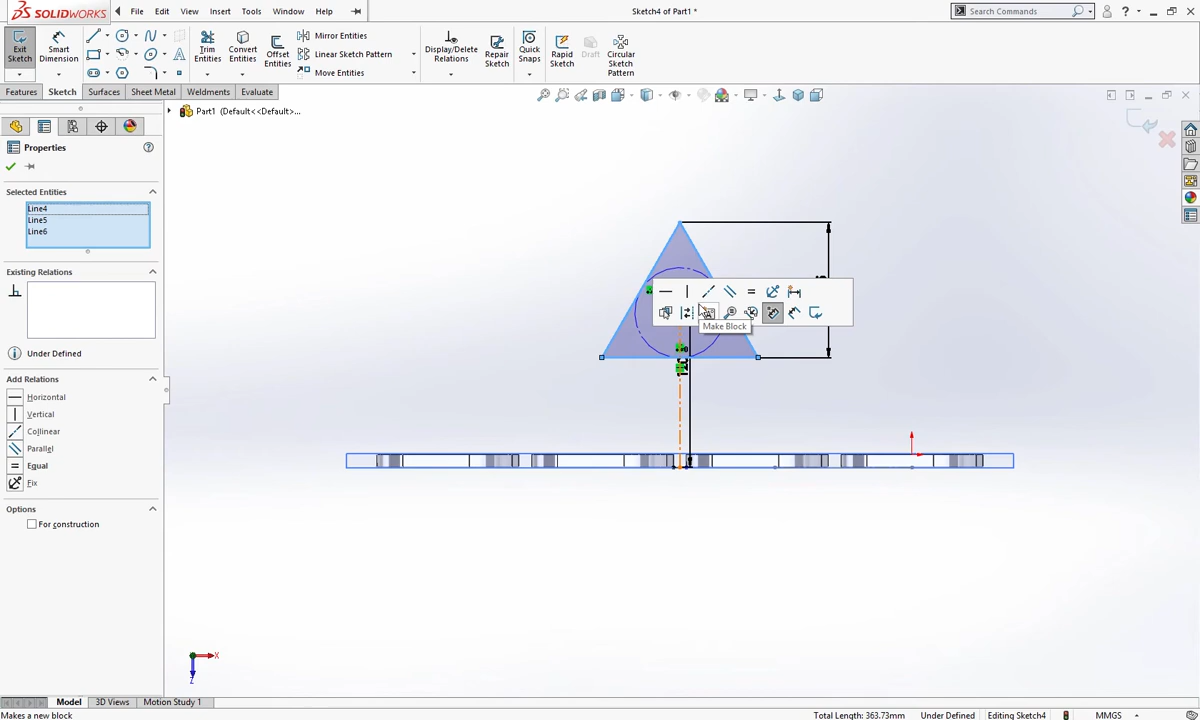 SOLIDWORKS
File
Edit
View
Insert
Tools
Window
Help
Sketch4 of Part1 *
Search Commands
?
Exit Sketch
Smart Dimension
Trim Entities
Convert Entities
Offset Entities
Mirror Entities
Linear Sketch Pattern
Move Entities
Display/Delete Relations
Repair Sketch
Quick Snaps
Rapid Sketch
Draft
Circular Sketch Pattern
Features
Sketch
Surfaces
Sheet Metal
Weldments
Evaluate
Part1 (Default<<Default>...
Properties
Selected Entities
Line4
Line5
Line6
Existing Relations
Under Defined
Add Relations
Horizontal
Vertical
Collinear
Parallel
Equal
Fix
Options
For construction
Make Block
X
Z
Model
3D Views
Motion Study 1
Makes a new block
Total Length: 363.73mm
Under Defined
Editing Sketch4
MMGS